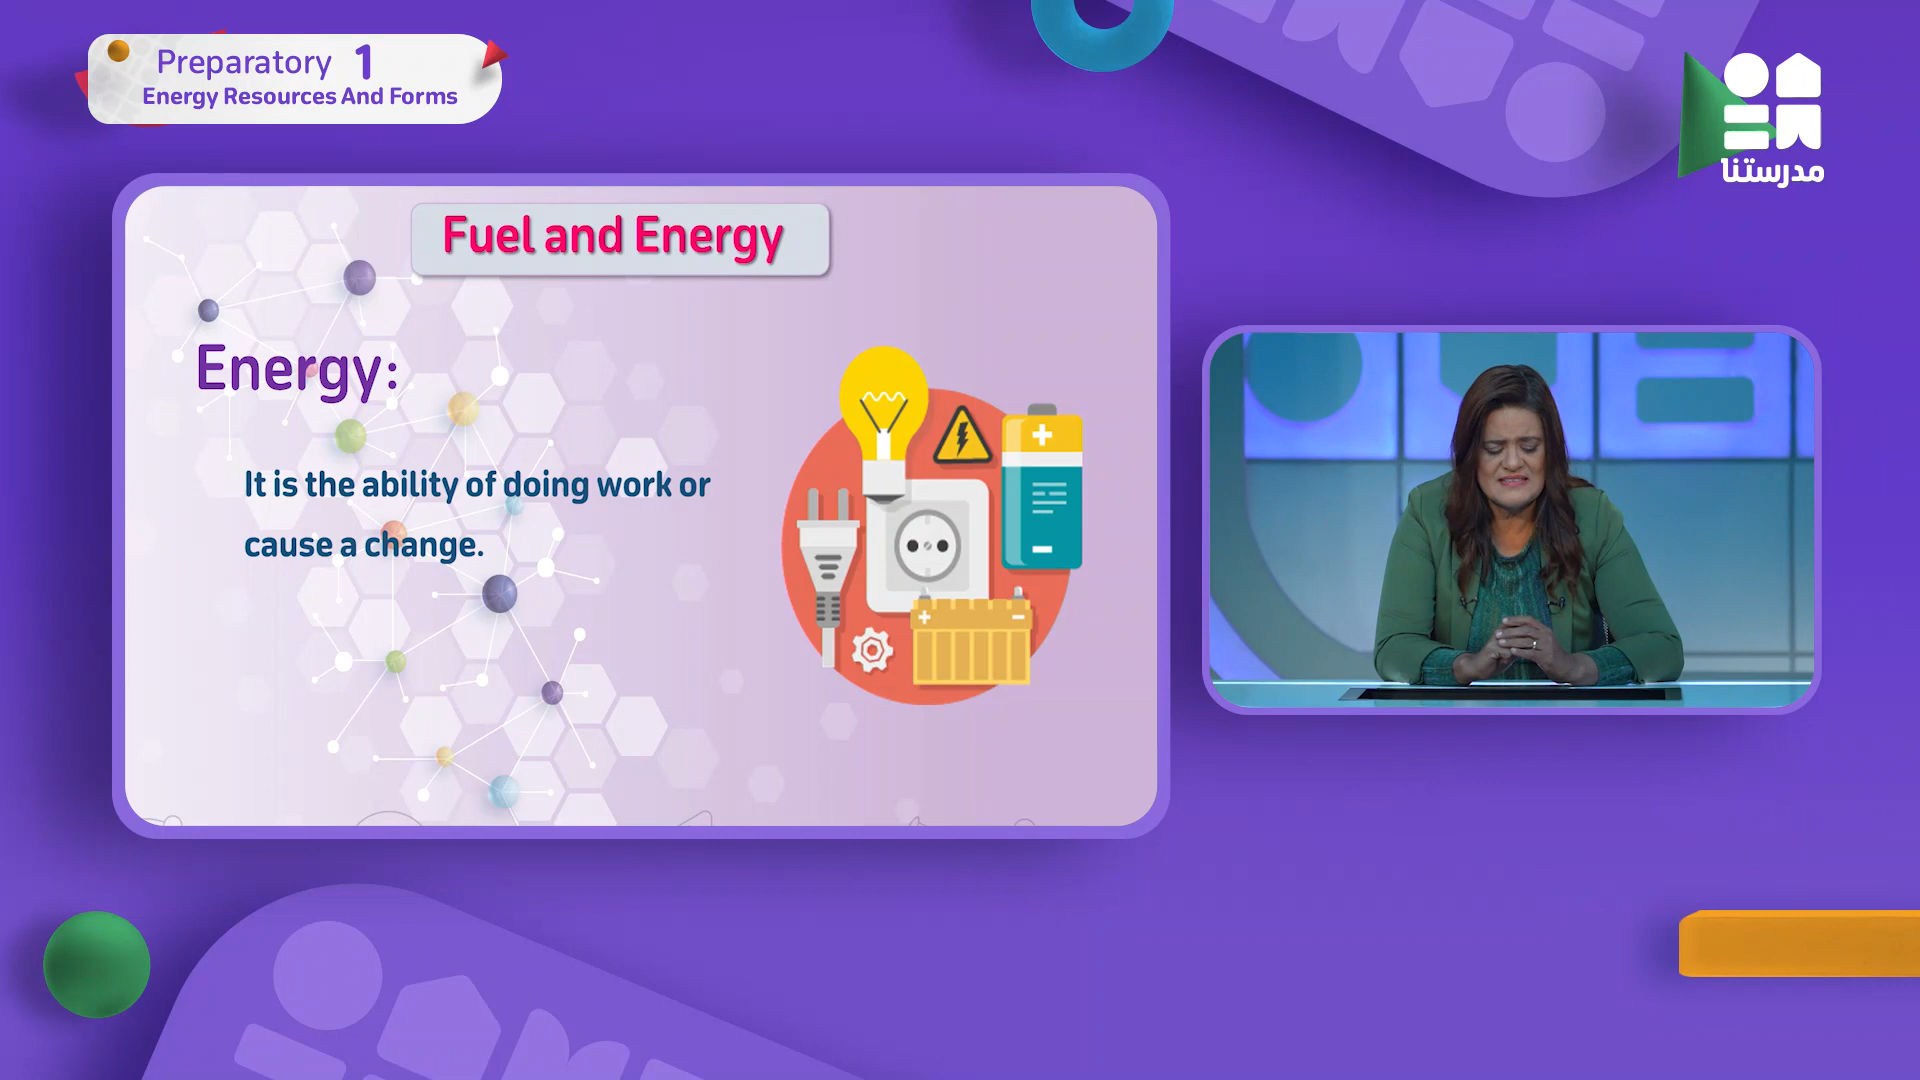 Preparatory 1
Energy Resources And Forms
مدرستنا
Fuel and Energy
Energy:
It is the ability of doing work or
cause a change.